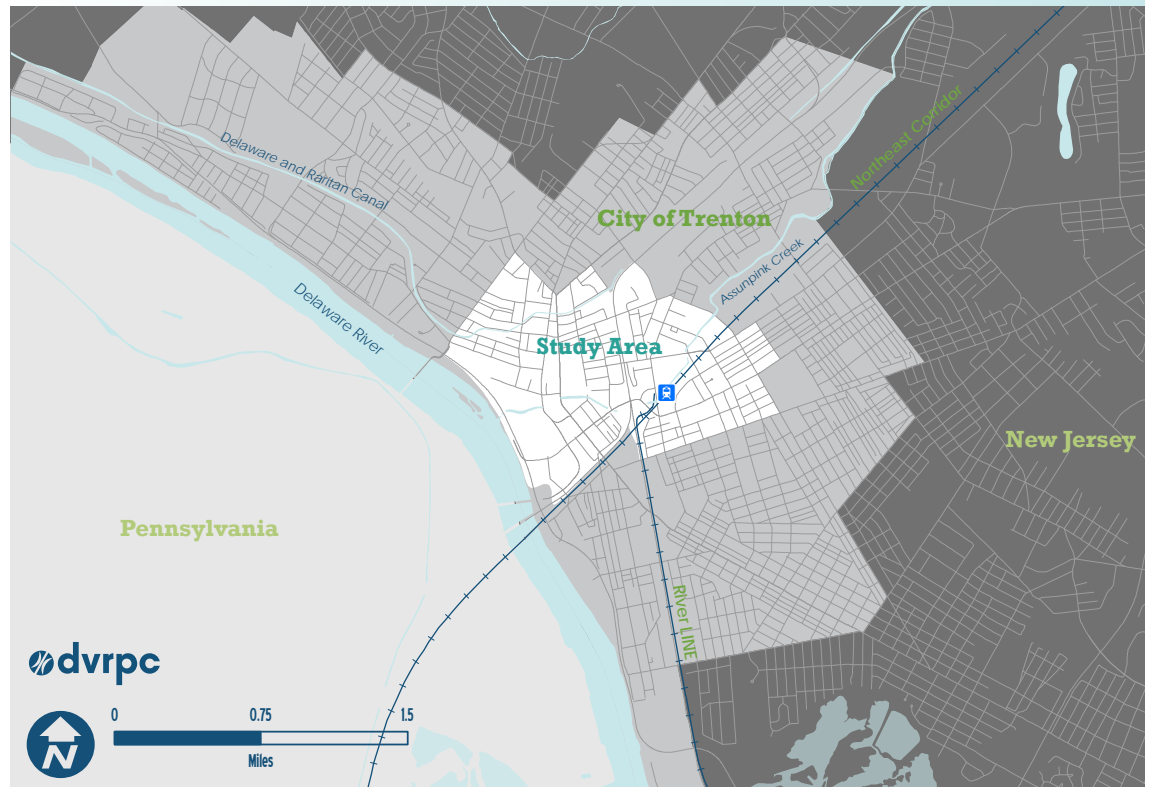 Northeast Corridor
Delaware and Raritan Canal
City of Trenton
Assunpink Creek
Delaware River
Study Area
New Jersey
Pennsylvania
River LINE
dvrpc
0 0.75 1.5
Miles
N